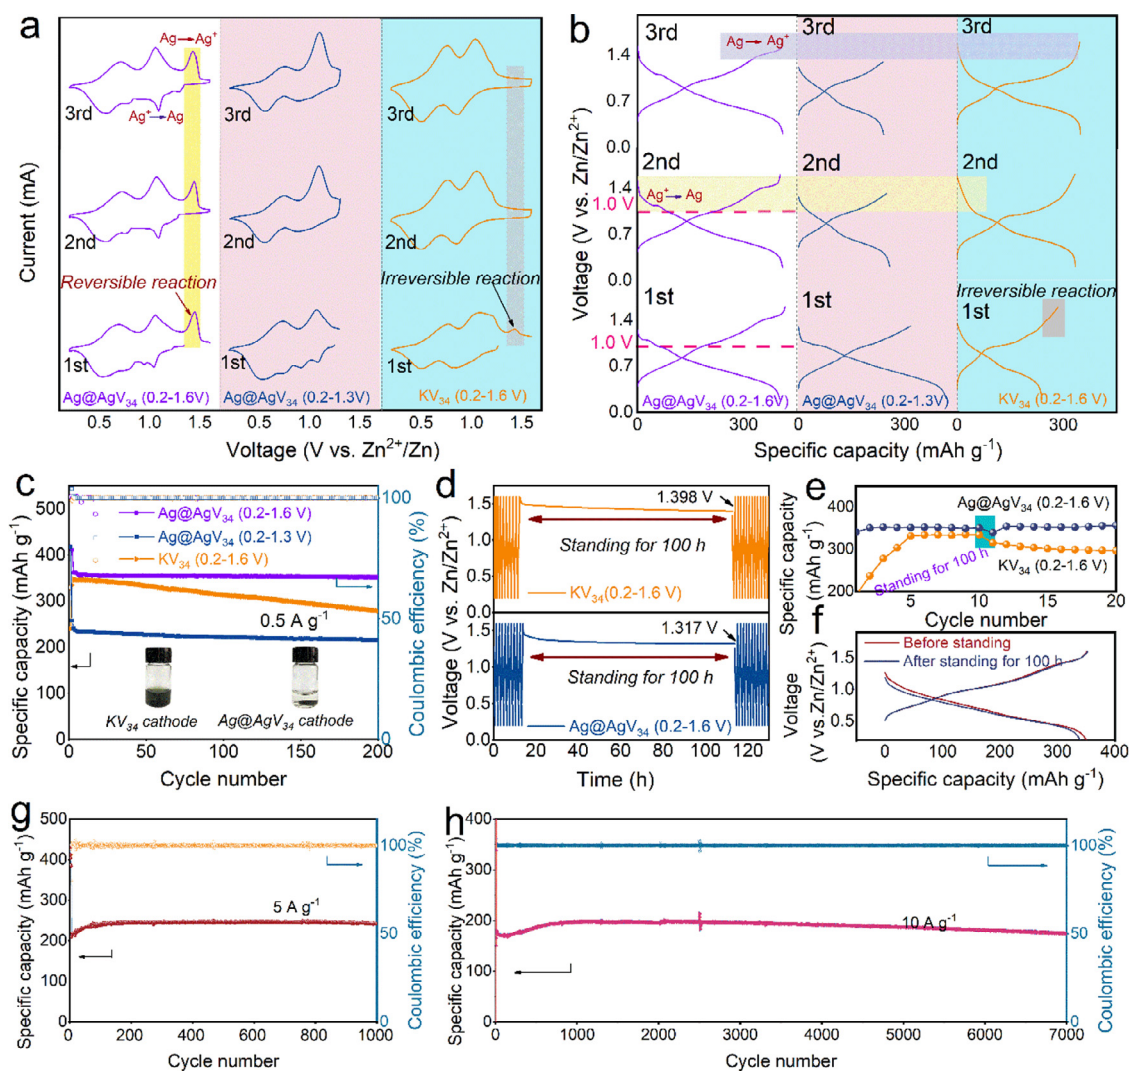 a
Ag → Ag⁺
3rd
Ag⁺ → Ag
3rd
3rd
2nd
2nd
2nd
Reversible reaction
Irreversible reaction
1st
1st
1st
Ag@AgV₃₄ (0.2-1.6V)
Ag@AgV₃₄ (0.2-1.3V)
KV₃₄ (0.2-1.6 V)
0.5 1.0 1.5 0.5 1.0 1.5 0.5 1.0 1.5
Current (mA)
Voltage (V vs. Zn²⁺/Zn)
b
3rd
Ag → Ag⁺
3rd
3rd
1.4
0.7
0.0
2nd
2nd
2nd
Ag⁺ → Ag
1.0 V
1.4
0.7
0.0
1st
1st
Irreversible reaction
1st
1.0 V
1.4
0.7
0.0
Ag@AgV₃₄ (0.2-1.6V)
Ag@AgV₃₄ (0.2-1.3V)
KV₃₄ (0.2-1.6 V)
0 300 0 300 0 300
Voltage (V vs. Zn/Zn²⁺)
Specific capacity (mAh g⁻¹)
c
500
400
300
200
100
0
Ag@AgV₃₄ (0.2-1.6 V)
Ag@AgV₃₄ (0.2-1.3 V)
KV₃₄ (0.2-1.6 V)
0.5 A g⁻¹
KV₃₄ cathode
Ag@AgV₃₄ cathode
100
50
0
0 50 100 150 200
Specific capacity (mAh g⁻¹)
Coulombic efficiency (%)
Cycle number
d
1.5
1.0
0.5
0.0
1.398 V
Standing for 100 h
KV₃₄(0.2-1.6 V)
1.5
1.0
0.5
0.0
1.317 V
Standing for 100 h
Ag@AgV₃₄ (0.2-1.6 V)
0 20 40 60 80 100 120
Voltage (V vs. Zn/Zn²⁺)
Time (h)
e
400
300
200
Ag@AgV₃₄ (0.2-1.6 V)
Standing for 100 h
KV₃₄ (0.2-1.6 V)
5 10 15 20
Specific capacity
(mAh g⁻¹)
Cycle number
f
Before standing
After standing for 100 h
1.5
1.0
0.5
0 100 200 300 400
Voltage
(V vs.Zn/Zn²⁺)
Specific capacity (mAh g⁻¹)
g
500
400
300
200
100
0
5 A g⁻¹
100
50
0
0 200 400 600 800 1000
Specific capacity (mAh g⁻¹)
Coulombic efficiency (%)
Cycle number
h
400
300
200
100
0
10 A g⁻¹
100
50
0
0 1000 2000 3000 4000 5000 6000 7000
Specific capacity (mAh g⁻¹)
Coulombic efficiency (%)
Cycle number